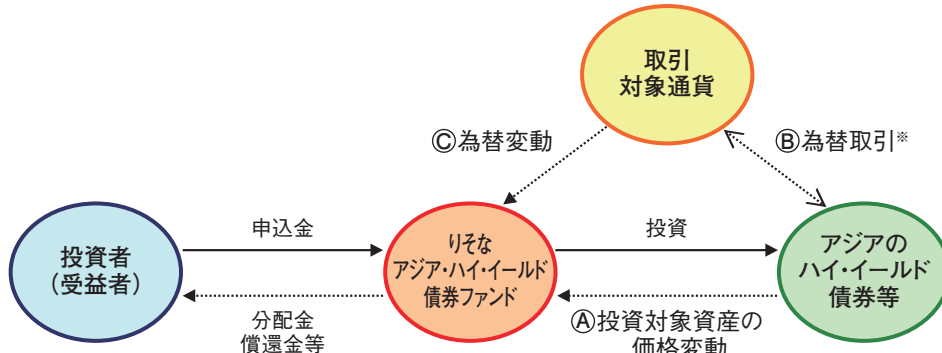 取引
対象通貨
Ⓒ為替変動
Ⓑ為替取引※
投資者
（受益者）
申込金
りそな
アジア・ハイ・イールド
債券ファンド
投資
アジアの
ハイ・イールド
債券等
分配金
償還金等
Ⓐ投資対象資産の
価格変動